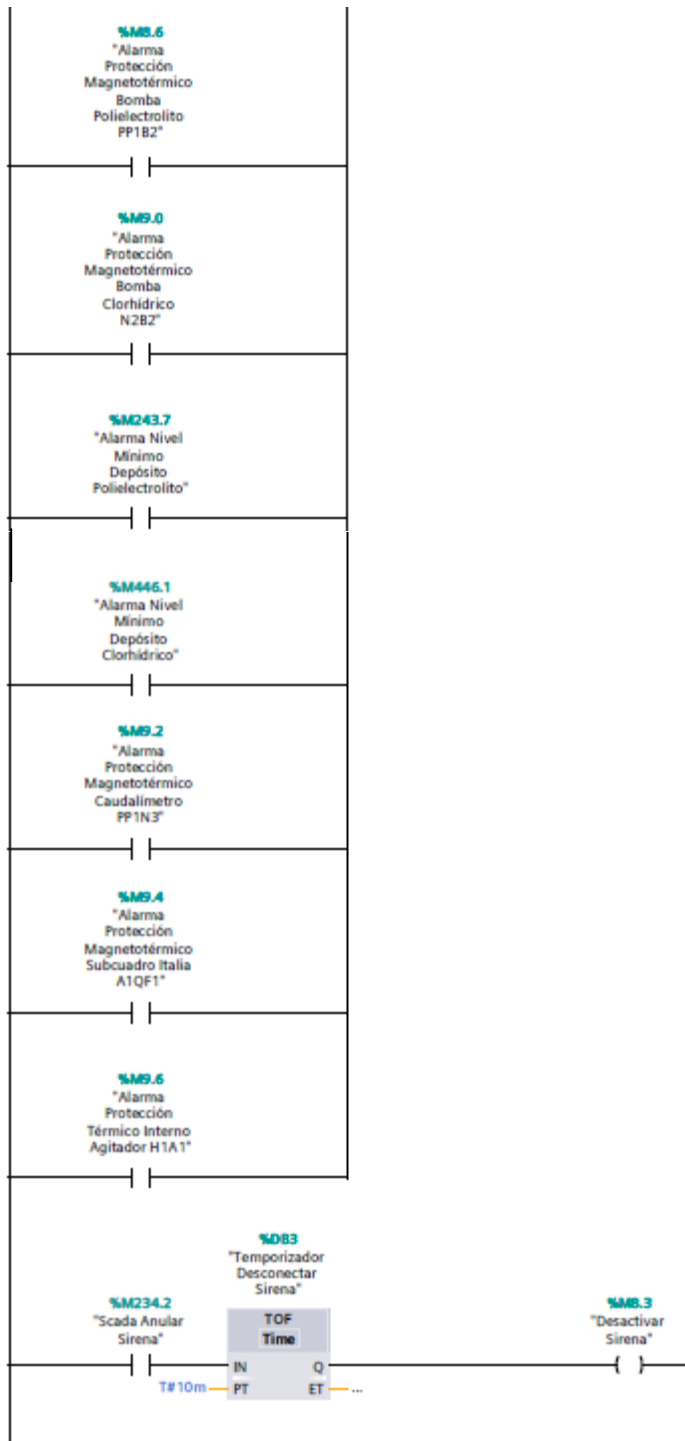 %M8.6
"Alarma
Protección
Magnetotérmico
Bomba
Polielectrolito
PP1B2"
%M9.0
"Alarma
Protección
Magnetotérmico
Bomba
Clorhídrico
N2B2"
%M243.7
"Alarma Nivel
Mínimo
Depósito
Polielectrolito"
%M446.1
"Alarma Nivel
Mínimo
Depósito
Clorhídrico"
%M9.2
"Alarma
Protección
Magnetotérmico
Caudalímetro
PP1N3"
%M9.4
"Alarma
Protección
Magnetotérmico
Subcuadro Italia
A1QF1"
%M9.6
"Alarma
Protección
Térmico Interno
Agitador H1A1"
%DB3
"Temporizador
Desconectar
Sirena"
%M234.2
"Scada Anular
Sirena"
TOF
Time
%M8.3
"Desactivar
Sirena"
IN Q
T#10m PT ET ...